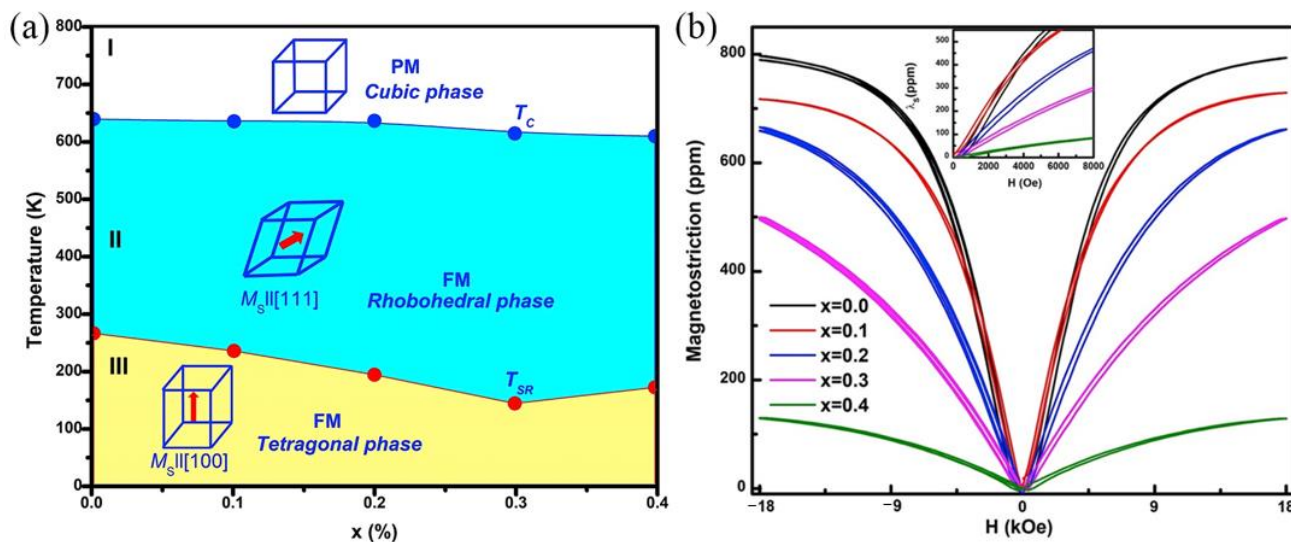 (a)
Temperature (K)
800
700
600
500
400
300
200
100
0
I
PM
Cubic phase
T_C
II
M_S||[111]
FM
Rhobohedral phase
III
T_SR
M_S||[100]
FM
Tetragonal phase
0.0 0.1 0.2 0.3 0.4
x (%)
(b)
Magnetostriction (ppm)
800
600
400
200
0
λ_s(ppm)
500
400
300
200
100
0
0 2000 4000 6000 8000
H (Oe)
x=0.0
x=0.1
x=0.2
x=0.3
x=0.4
−18 −9 0 9 18
H (kOe)